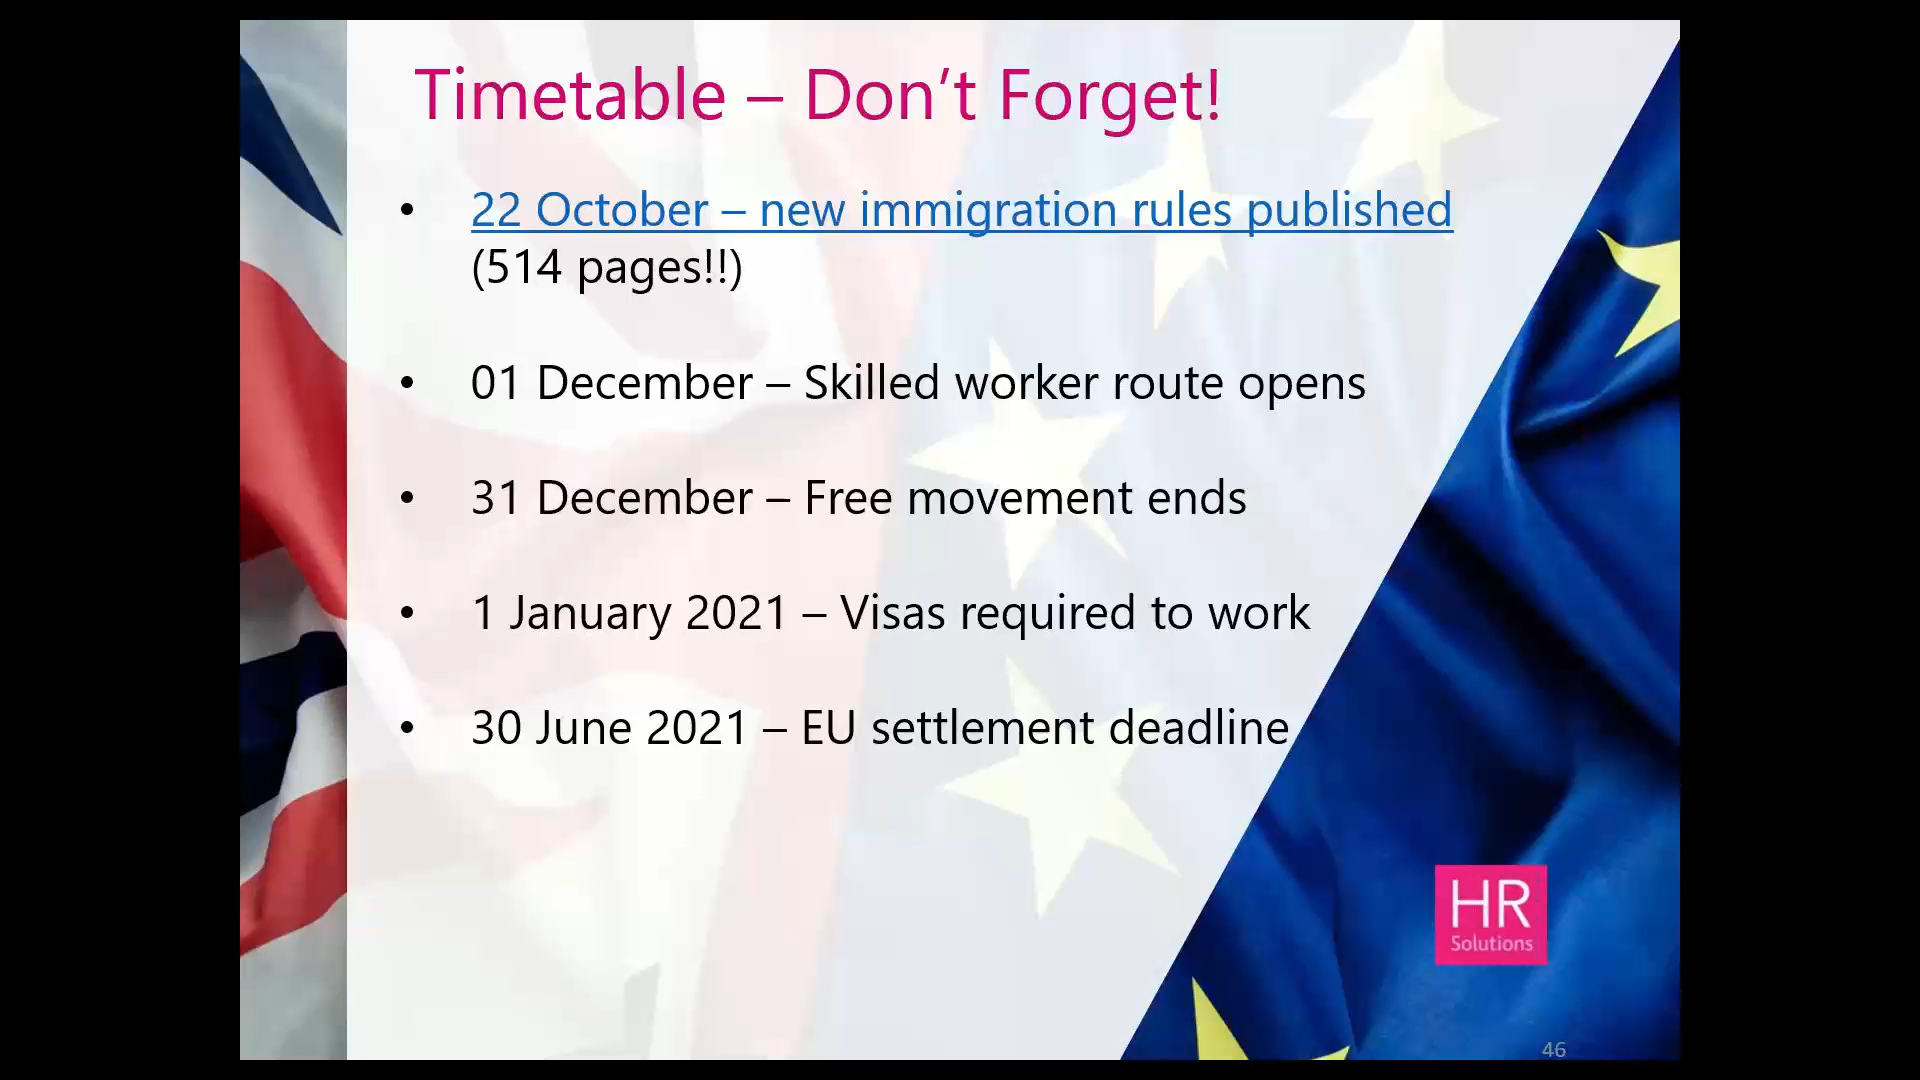 Timetable – Don’t Forget!
• 22 October – new immigration rules published
(514 pages!!)
• 01 December – Skilled worker route opens
• 31 December – Free movement ends
• 1 January 2021 – Visas required to work
• 30 June 2021 – EU settlement deadline
HR
Solutions
46